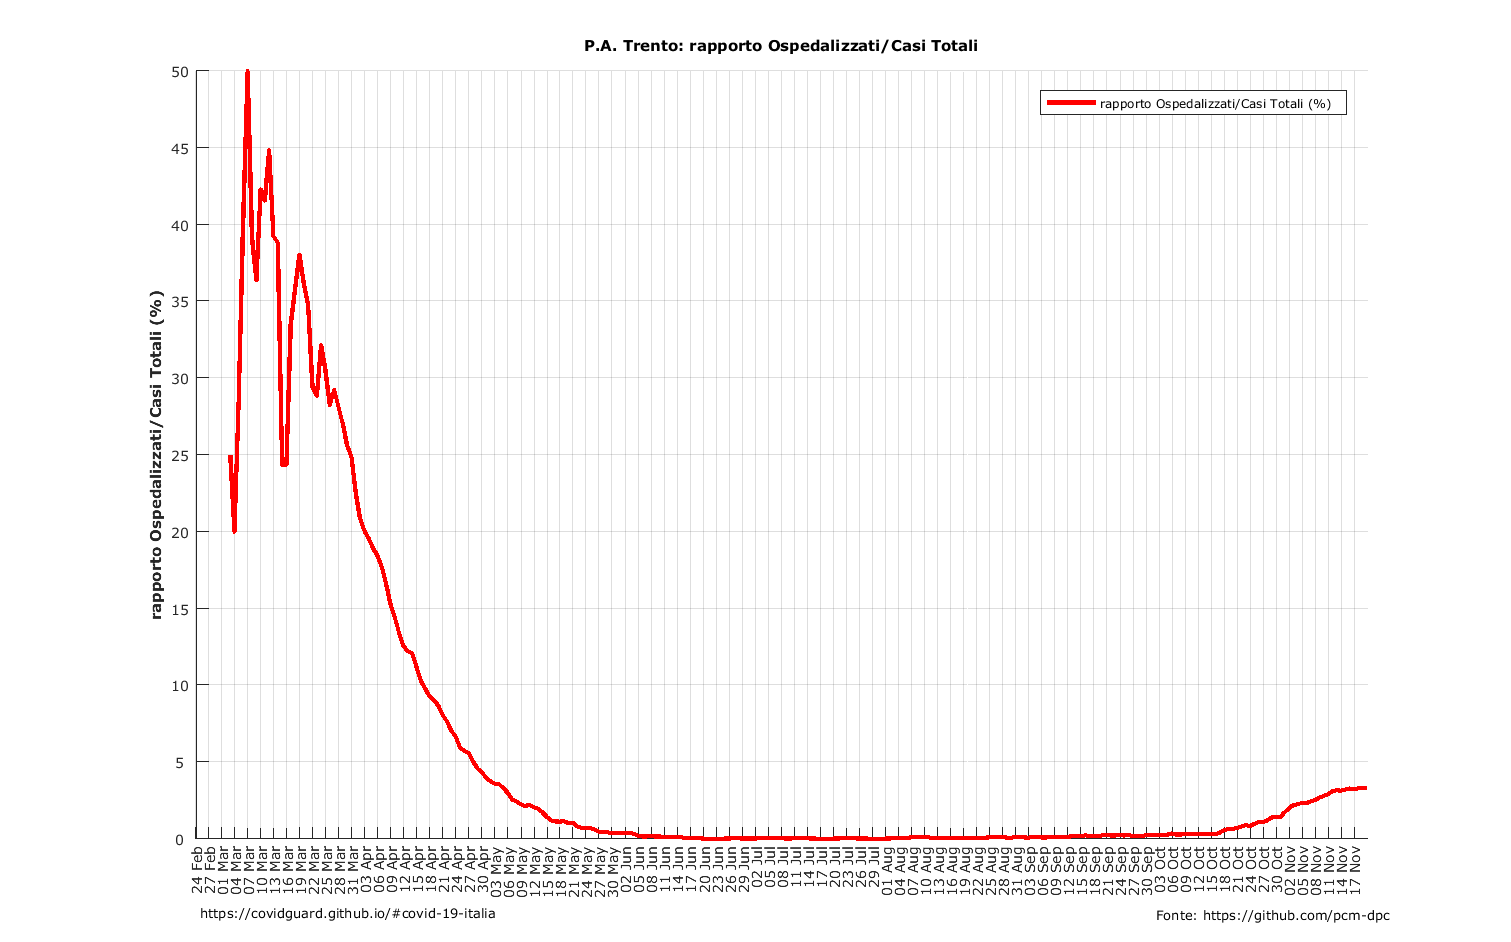 P.A. Trento: rapporto Ospedalizzati/Casi Totali
rapporto Ospedalizzati/Casi Totali (%)
rapporto Ospedalizzati/Casi Totali (%)
50
45
40
35
30
25
20
15
10
5
0
24 Feb
27 Feb
01 Mar
04 Mar
07 Mar
10 Mar
13 Mar
16 Mar
19 Mar
22 Mar
25 Mar
28 Mar
31 Mar
03 Apr
06 Apr
09 Apr
12 Apr
15 Apr
18 Apr
21 Apr
24 Apr
27 Apr
30 Apr
03 May
06 May
09 May
12 May
15 May
18 May
21 May
24 May
27 May
30 May
02 Jun
05 Jun
08 Jun
11 Jun
14 Jun
17 Jun
20 Jun
23 Jun
26 Jun
29 Jun
02 Jul
05 Jul
08 Jul
11 Jul
14 Jul
17 Jul
20 Jul
23 Jul
26 Jul
29 Jul
01 Aug
04 Aug
07 Aug
10 Aug
13 Aug
16 Aug
19 Aug
22 Aug
25 Aug
28 Aug
31 Aug
03 Sep
06 Sep
09 Sep
12 Sep
15 Sep
18 Sep
21 Sep
24 Sep
27 Sep
30 Sep
03 Oct
06 Oct
09 Oct
12 Oct
15 Oct
18 Oct
21 Oct
24 Oct
27 Oct
30 Oct
02 Nov
05 Nov
08 Nov
11 Nov
14 Nov
17 Nov
https://covidguard.github.io/#covid-19-italia
Fonte: https://github.com/pcm-dpc